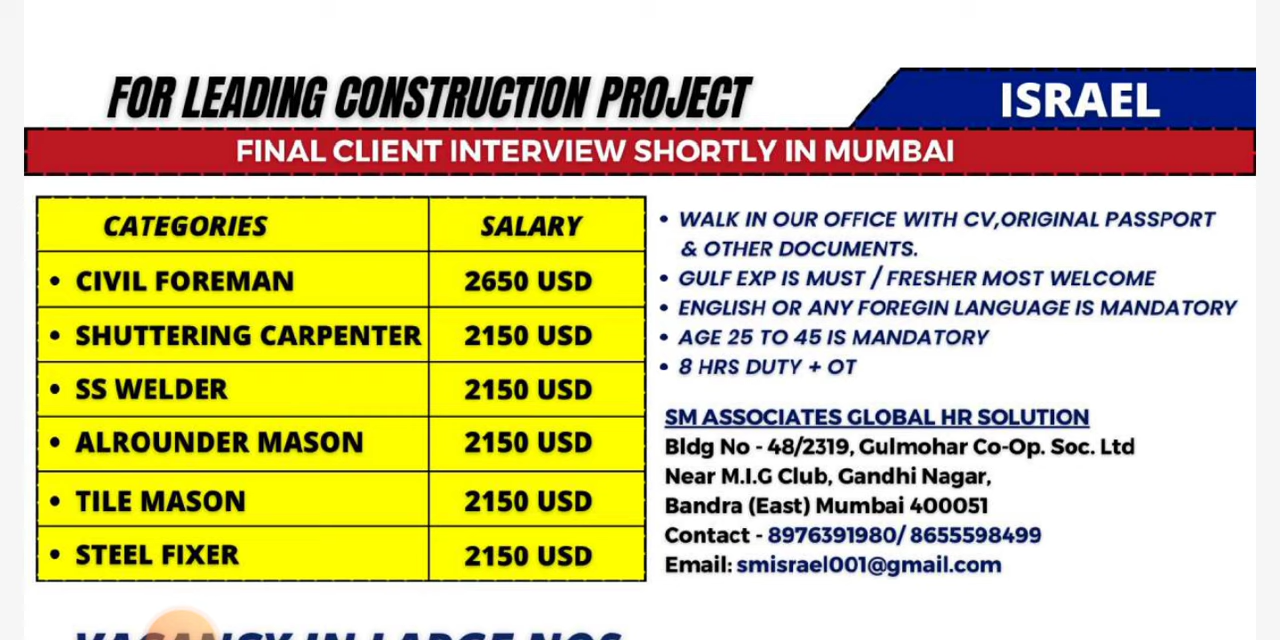 FOR LEADING CONSTRUCTION PROJECT
ISRAEL
FINAL CLIENT INTERVIEW SHORTLY IN MUMBAI
CATEGORIES SALARY
• CIVIL FOREMAN 2650 USD
• SHUTTERING CARPENTER 2150 USD
• SS WELDER 2150 USD
• ALROUNDER MASON 2150 USD
• TILE MASON 2150 USD
• STEEL FIXER 2150 USD
• WALK IN OUR OFFICE WITH CV,ORIGINAL PASSPORT
& OTHER DOCUMENTS.
• GULF EXP IS MUST / FRESHER MOST WELCOME
• ENGLISH OR ANY FOREGIN LANGUAGE IS MANDATORY
• AGE 25 TO 45 IS MANDATORY
• 8 HRS DUTY + OT
SM ASSOCIATES GLOBAL HR SOLUTION
Bldg No - 48/2319, Gulmohar Co-Op. Soc. Ltd
Near M.I.G Club, Gandhi Nagar,
Bandra (East) Mumbai 400051
Contact - 8976391980/ 8655598499
Email: smisrael001@gmail.com
VACANCY IN LARGE NOS